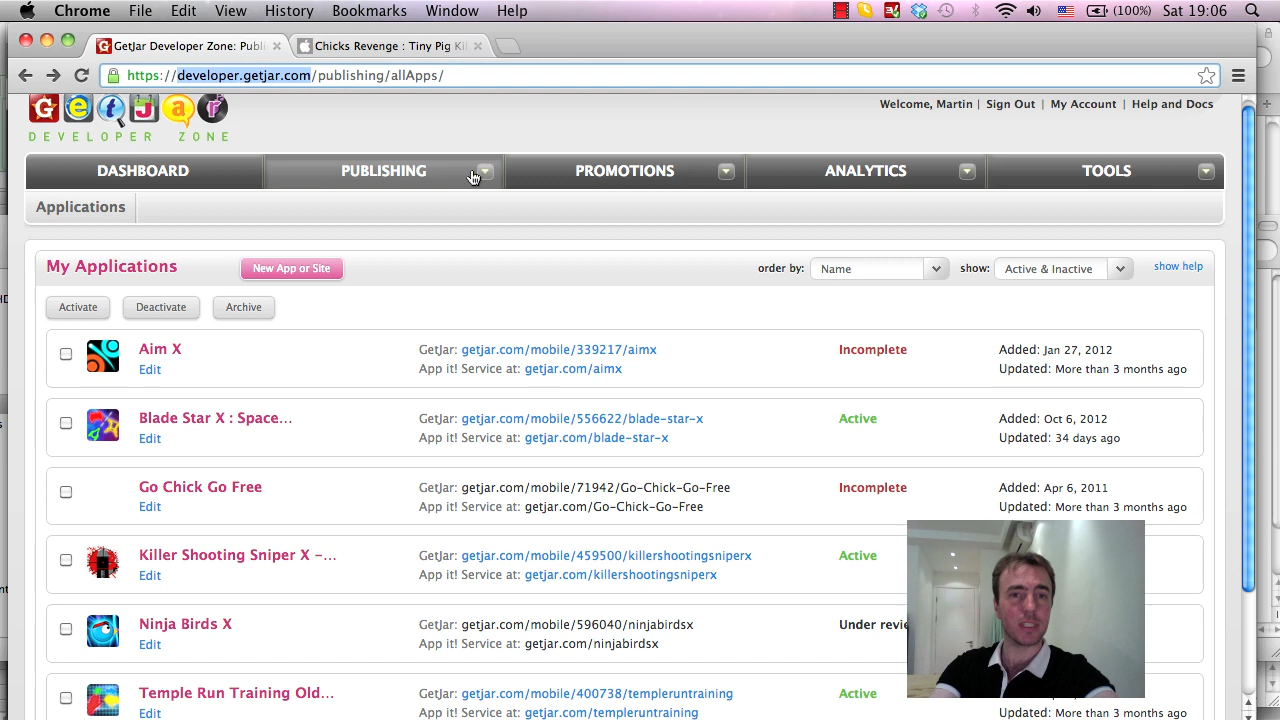 Chrome File Edit View History Bookmarks Window Help (100%) Sat 19:06
GetJar Developer Zone: Publi Chicks Revenge : Tiny Pig Kil
https://developer.getjar.com/publishing/allApps/
G e t J a r
Welcome, Martin | Sign Out | My Account | Help and Docs
DEVELOPER ZONE
DASHBOARD PUBLISHING PROMOTIONS ANALYTICS TOOLS
Applications
My Applications New App or Site order by: Name show: Active & Inactive show help
Activate Deactivate Archive
Aim X GetJar: getjar.com/mobile/339217/aimx Incomplete Added: Jan 27, 2012
Edit App it! Service at: getjar.com/aimx Updated: More than 3 months ago
Blade Star X : Space... GetJar: getjar.com/mobile/556622/blade-star-x Active Added: Oct 6, 2012
Edit App it! Service at: getjar.com/blade-star-x Updated: 34 days ago
Go Chick Go Free GetJar: getjar.com/mobile/71942/Go-Chick-Go-Free Incomplete Added: Apr 6, 2011
Edit App it! Service at: getjar.com/Go-Chick-Go-Free Updated: More than 3 months ago
Killer Shooting Sniper X -... GetJar: getjar.com/mobile/459500/killershootingsniperx Active
Edit App it! Service at: getjar.com/killershootingsniperx
Ninja Birds X GetJar: getjar.com/mobile/596040/ninjabirdsx Under revie
Edit App it! Service at: getjar.com/ninjabirdsx
Temple Run Training Old... GetJar: getjar.com/mobile/400738/templeruntraining Active
Edit App it! Service at: getjar.com/templeruntraining Updated: More than 3 months ago